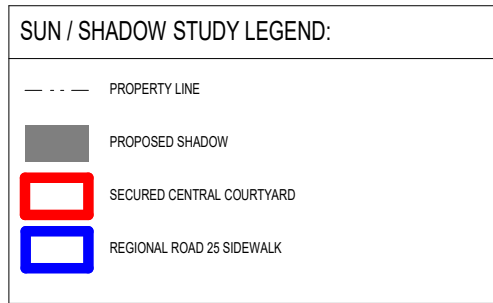 SUN / SHADOW STUDY LEGEND:
PROPERTY LINE
PROPOSED SHADOW
SECURED CENTRAL COURTYARD
REGIONAL ROAD 25 SIDEWALK